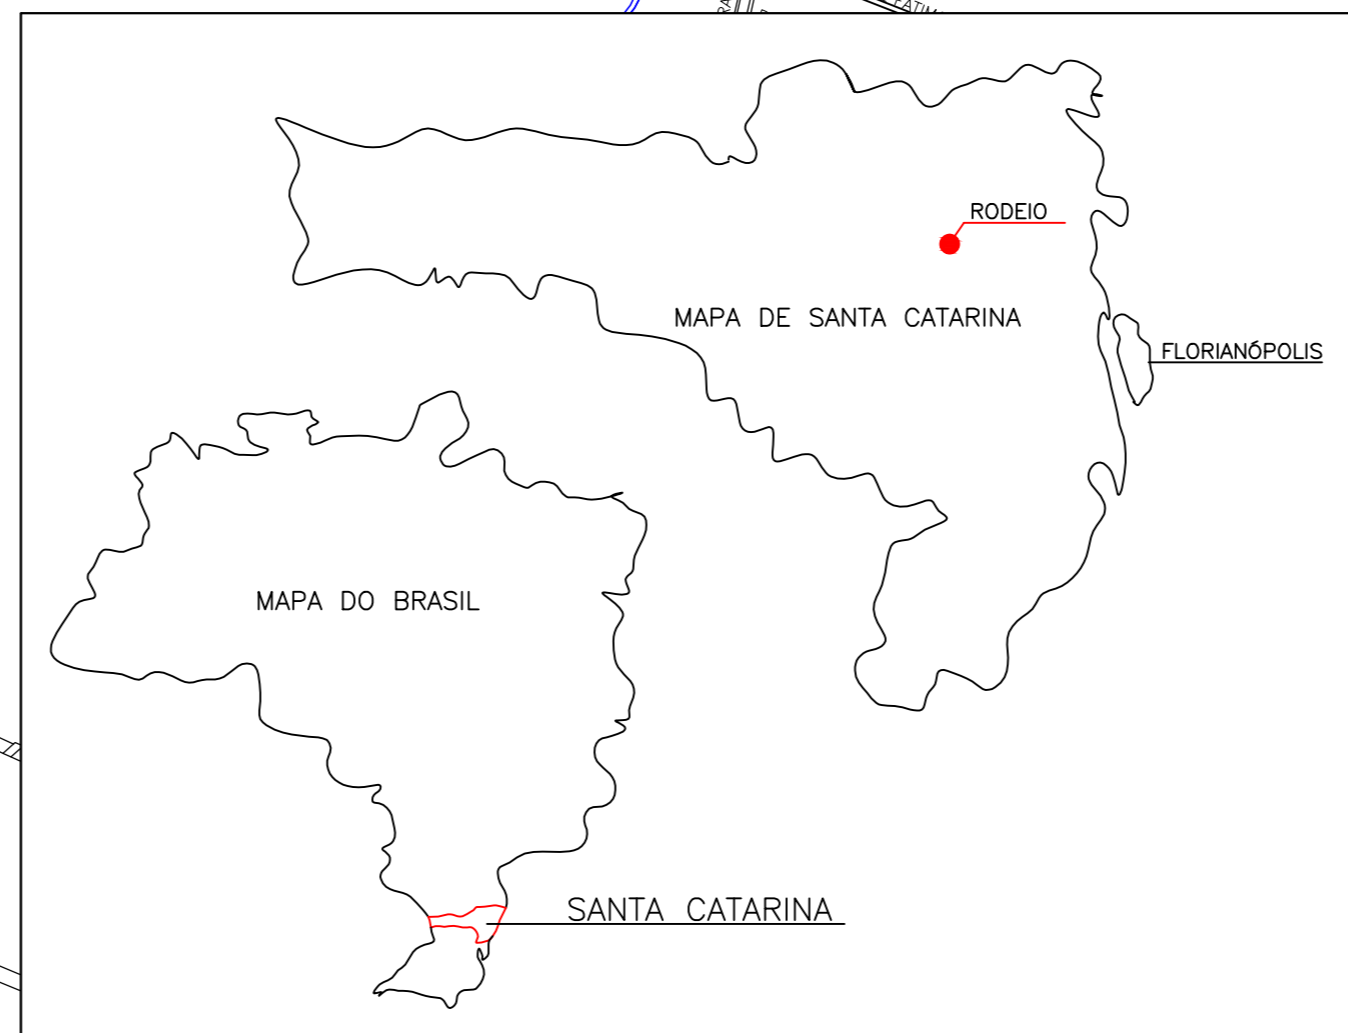 RODEIO
MAPA DE SANTA CATARINA
FLORIANóPOLIS
MAPA DO BRASIL
SANTA CATARINA